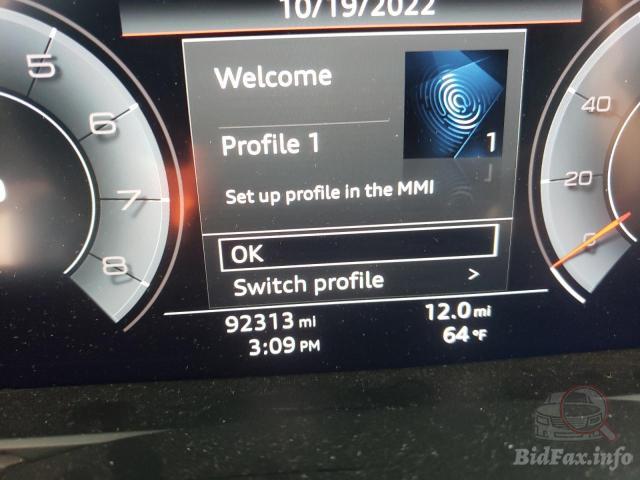 10/19/2022
Welcome
Profile 1
1
Set up profile in the MMI
OK
Switch profile >
92313 mi
12.0 mi
3:09 PM
64 °F
5
6
7
8
40
20
0
BidFax.info